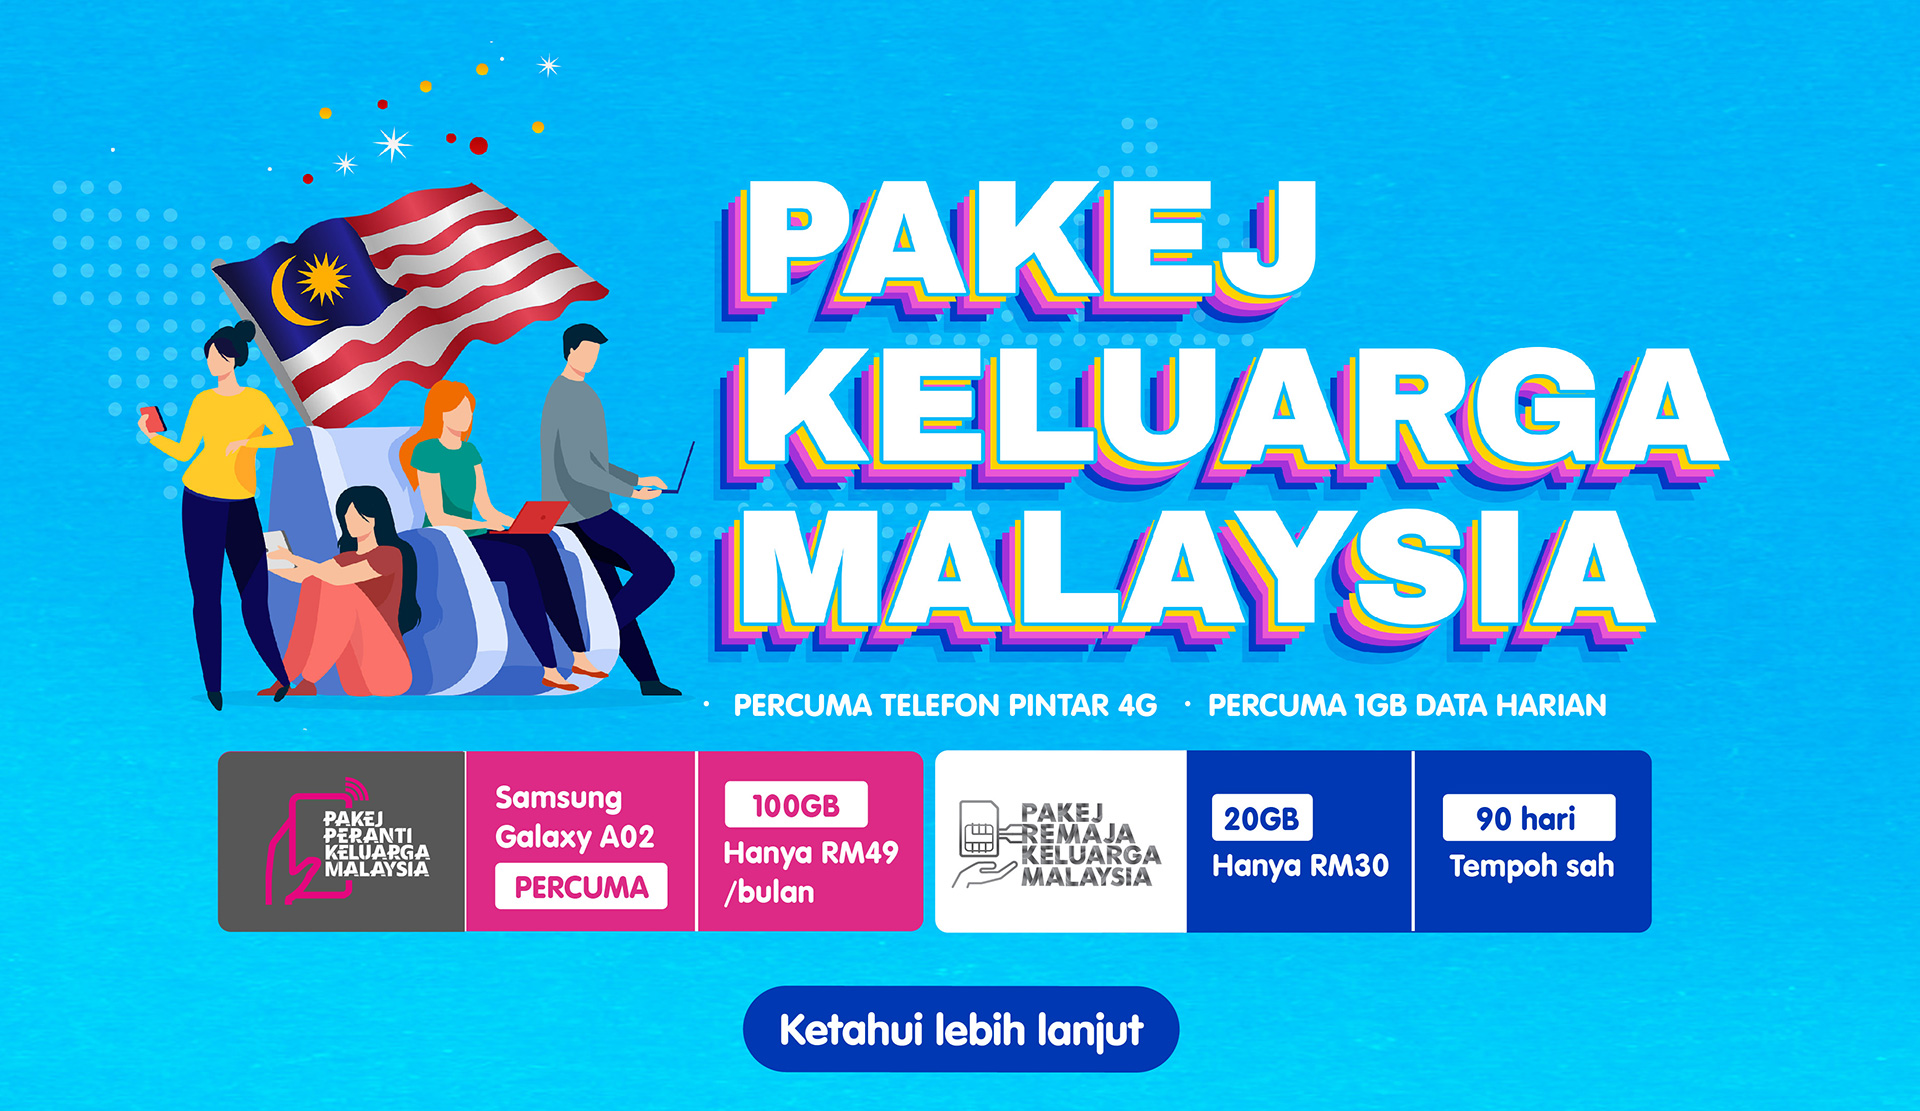 PAKEJ
KELUARGA
MALAYSIA
· PERCUMA TELEFON PINTAR 4G · PERCUMA 1GB DATA HARIAN
PAKEJ
PERANTI
KELUARGA
MALAYSIA
Samsung
Galaxy A02
PERCUMA
100GB
Hanya RM49
/bulan
PAKEJ
REMAJA
KELUARGA
MALAYSIA
20GB
Hanya RM30
90 hari
Tempoh sah
Ketahui lebih lanjut